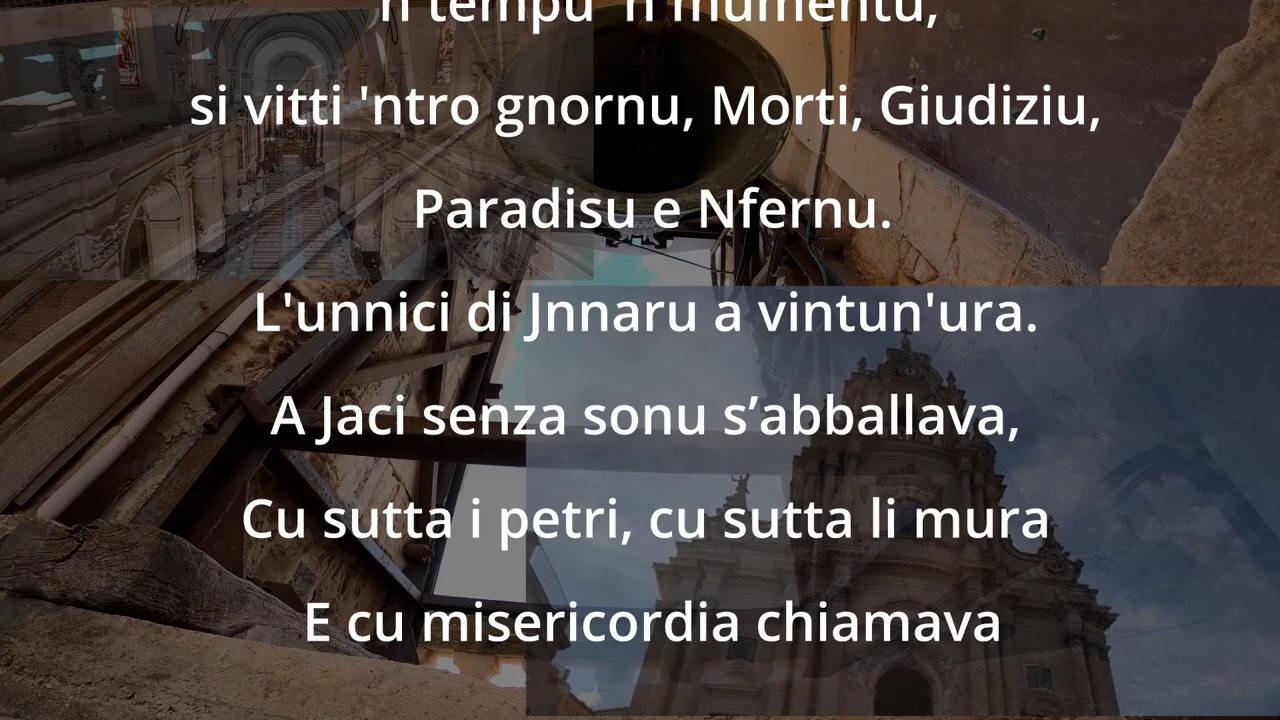 'n tempu 'n mumentu,
si vitti 'ntro gnornu, Morti, Giudiziu,
Paradisu e Nfernu.
L'unnici di Jnnaru a vintun'ura.
A Jaci senza sonu s’abballava,
Cu sutta i petri, cu sutta li mura
E cu misericordia chiamava